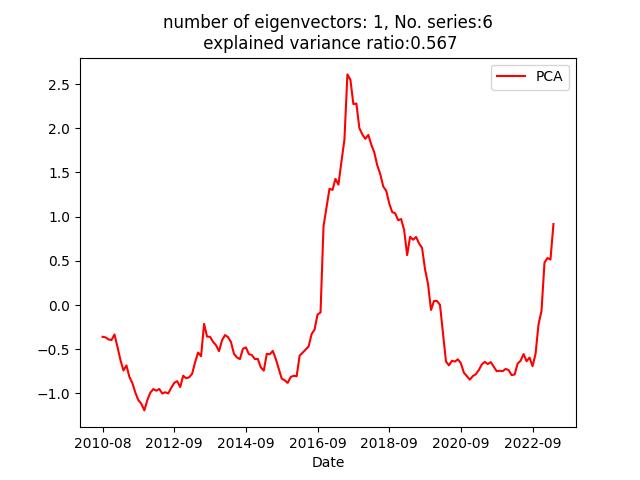 number of eigenvectors: 1, No. series:6
explained variance ratio:0.567
PCA
2.5
2.0
1.5
1.0
0.5
0.0
−0.5
−1.0
2010-08 2012-09 2014-09 2016-09 2018-09 2020-09 2022-09
Date